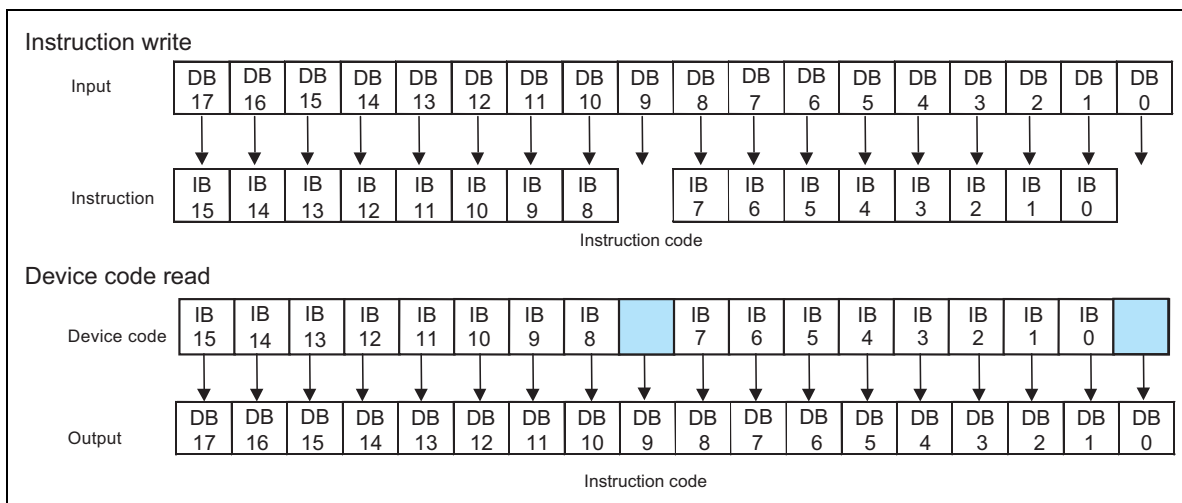 Instruction write
Input
DB DB DB DB DB DB DB DB DB DB DB DB DB DB DB DB DB DB
17 16 15 14 13 12 11 10 9 8 7 6 5 4 3 2 1 0
Instruction
IB IB IB IB IB IB IB IB IB IB IB IB IB IB IB IB
15 14 13 12 11 10 9 8 7 6 5 4 3 2 1 0
Instruction code
Device code read
Device code
IB IB IB IB IB IB IB IB IB IB IB IB IB IB IB IB
15 14 13 12 11 10 9 8 7 6 5 4 3 2 1 0
Output
DB DB DB DB DB DB DB DB DB DB DB DB DB DB DB DB DB DB
17 16 15 14 13 12 11 10 9 8 7 6 5 4 3 2 1 0
Instruction code